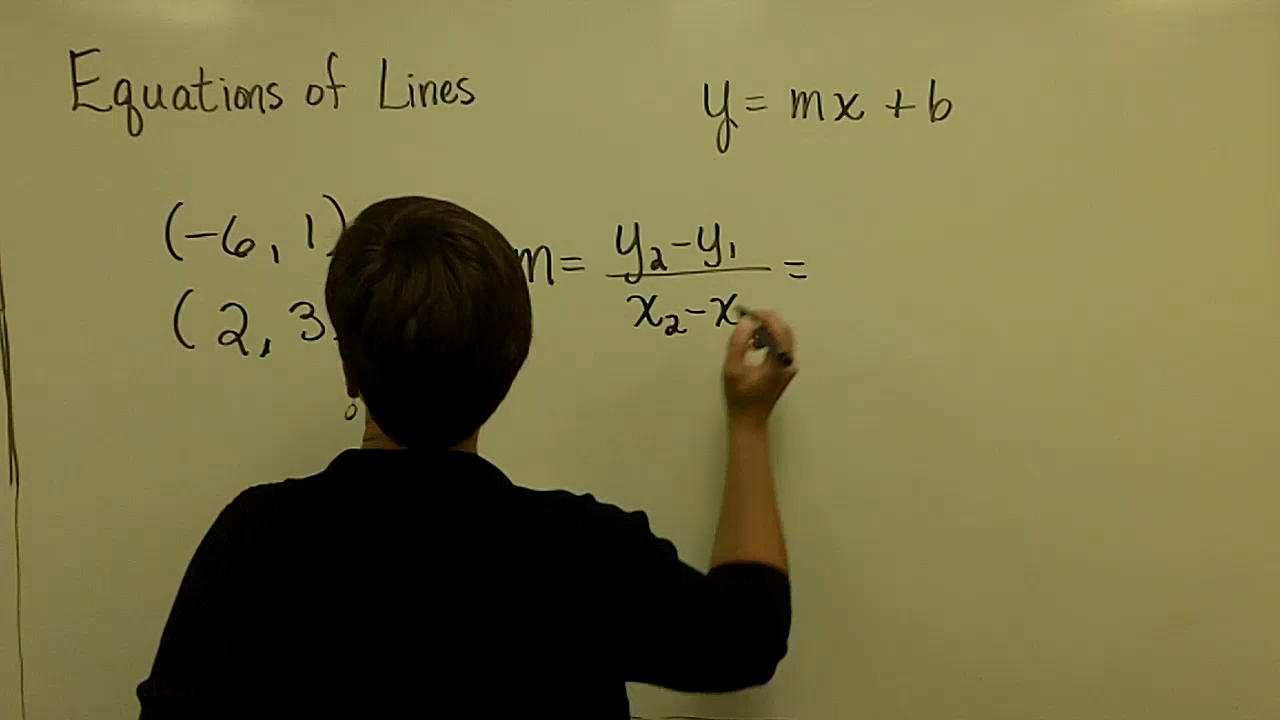 Equations of Lines
y = mx + b
(-6, 1)
(2, 3
m = y₂-y₁ =
x₂-x